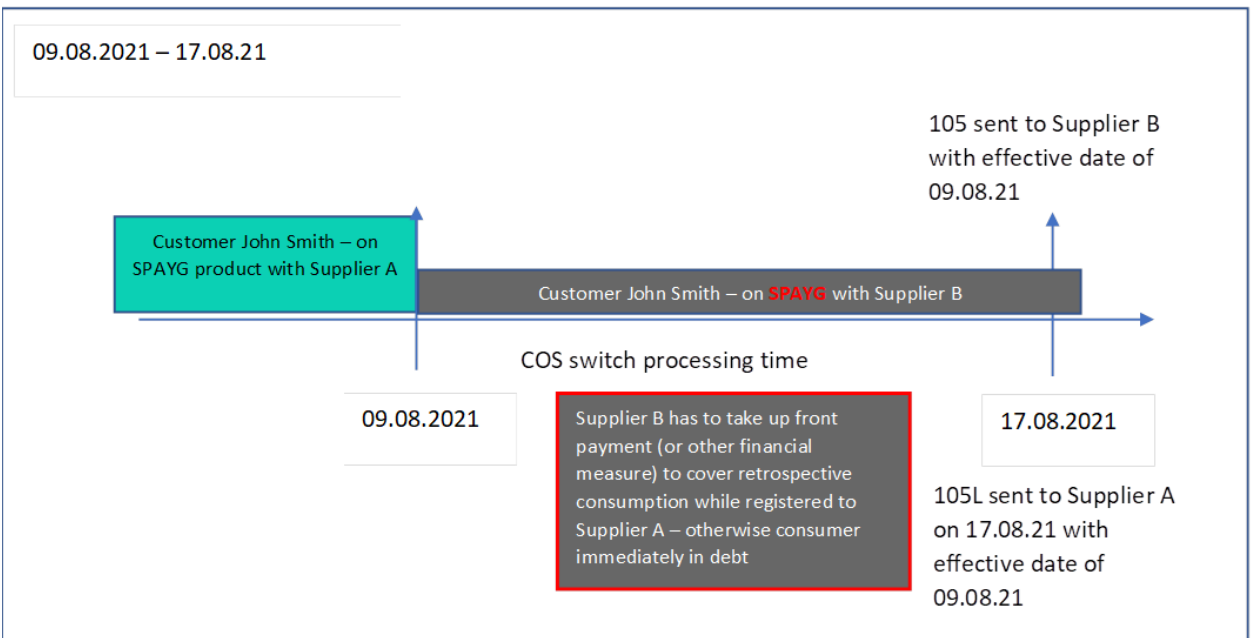 09.08.2021 – 17.08.21
105 sent to Supplier B
with effective date of
09.08.21
Customer John Smith – on
SPAYG product with Supplier A
Customer John Smith – on SPAYG with Supplier B
COS switch processing time
09.08.2021
Supplier B has to take up front
payment (or other financial
measure) to cover retrospective
consumption while registered to
Supplier A – otherwise consumer
immediately in debt
17.08.2021
105L sent to Supplier A
on 17.08.21 with
effective date of
09.08.21